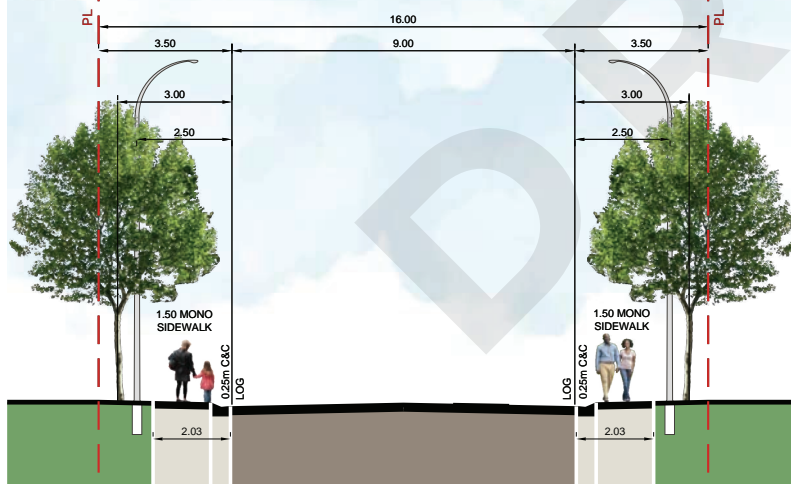 PL
PL
16.00
3.50
9.00
3.50
3.00
3.00
2.50
2.50
1.50 MONO
SIDEWALK
1.50 MONO
SIDEWALK
0.25m C&C
LOG
LOG
0.25m C&C
2.03
2.03
D R